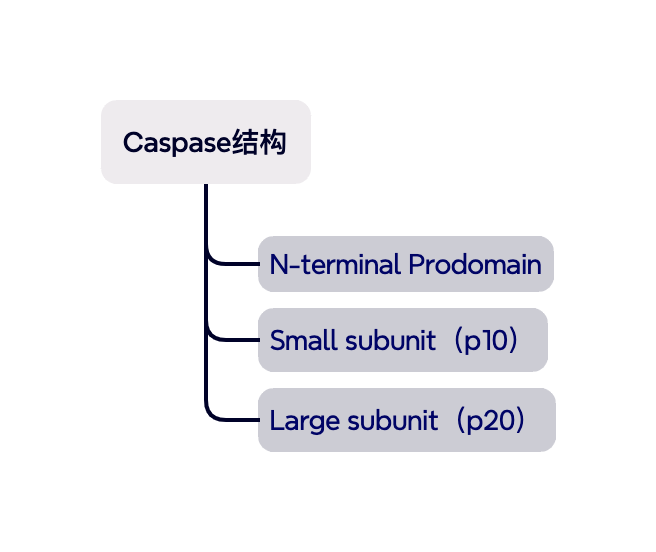 Caspase结构
N-terminal Prodomain
Small subunit（p10）
Large subunit（p20）